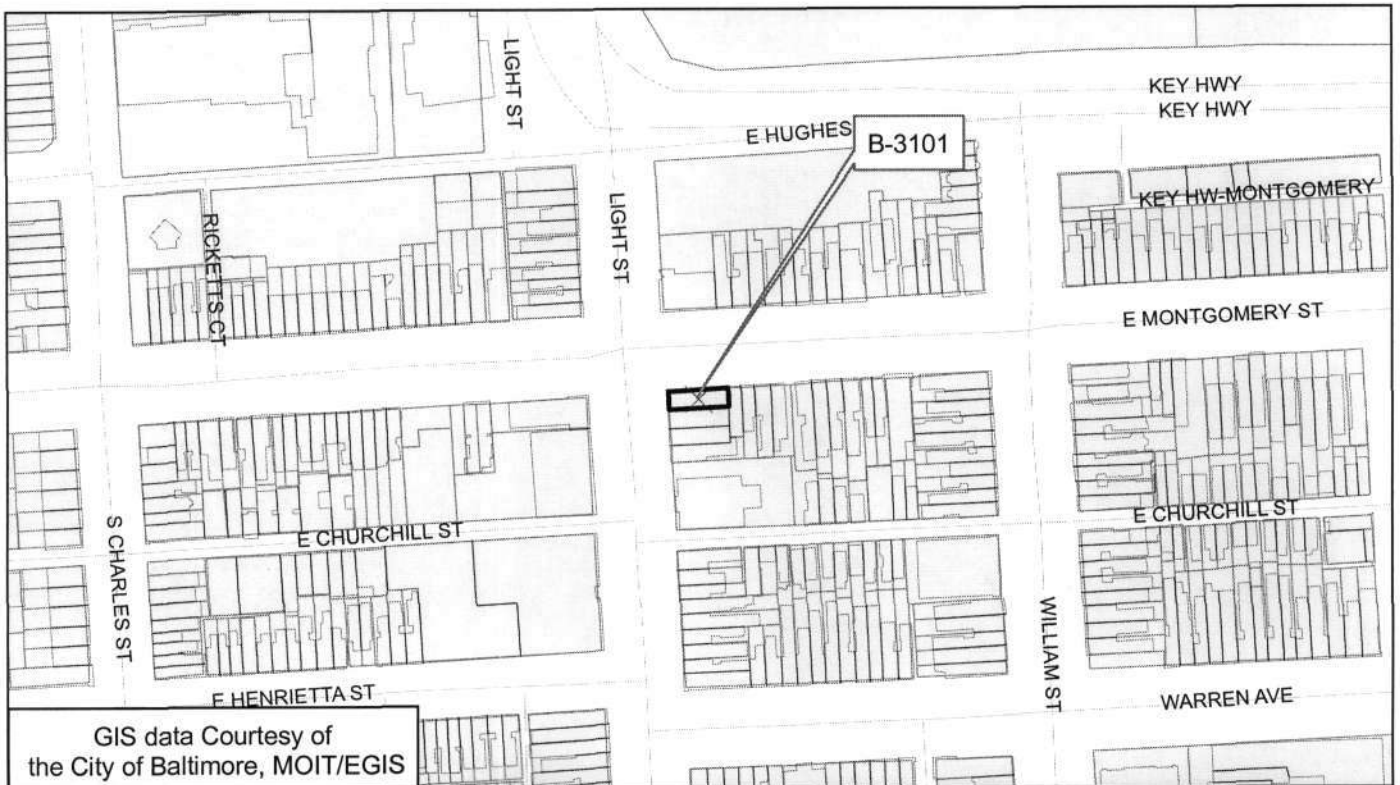 LIGHT ST
KEY HWY
KEY HWY
E HUGHES
B-3101
KEY HW-MONTGOMERY
RICKETTS CT
LIGHT ST
E MONTGOMERY ST
E CHURCHILL ST
E CHURCHILL ST
S CHARLES ST
WILLIAM ST
E HENRIETTA ST
WARREN AVE
GIS data Courtesy of
the City of Baltimore, MOIT/EGIS